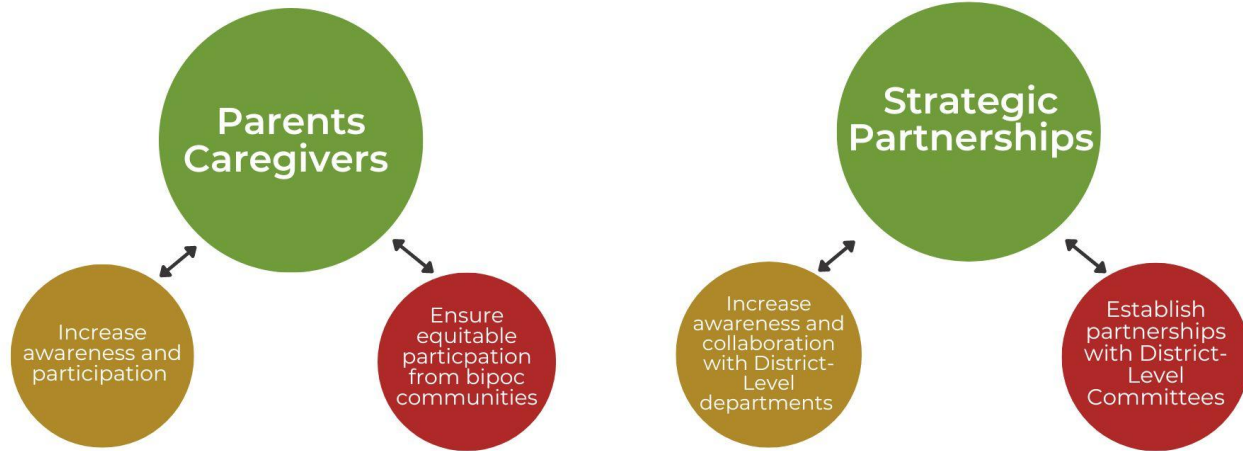 Parents
Caregivers
Increase
awareness and
participation
Ensure
equitable
particpation
from bipoc
communities
Strategic
Partnerships
Increase
awareness and
collaboration
with District-
Level
departments
Establish
partnerships
with District-
Level
Committees